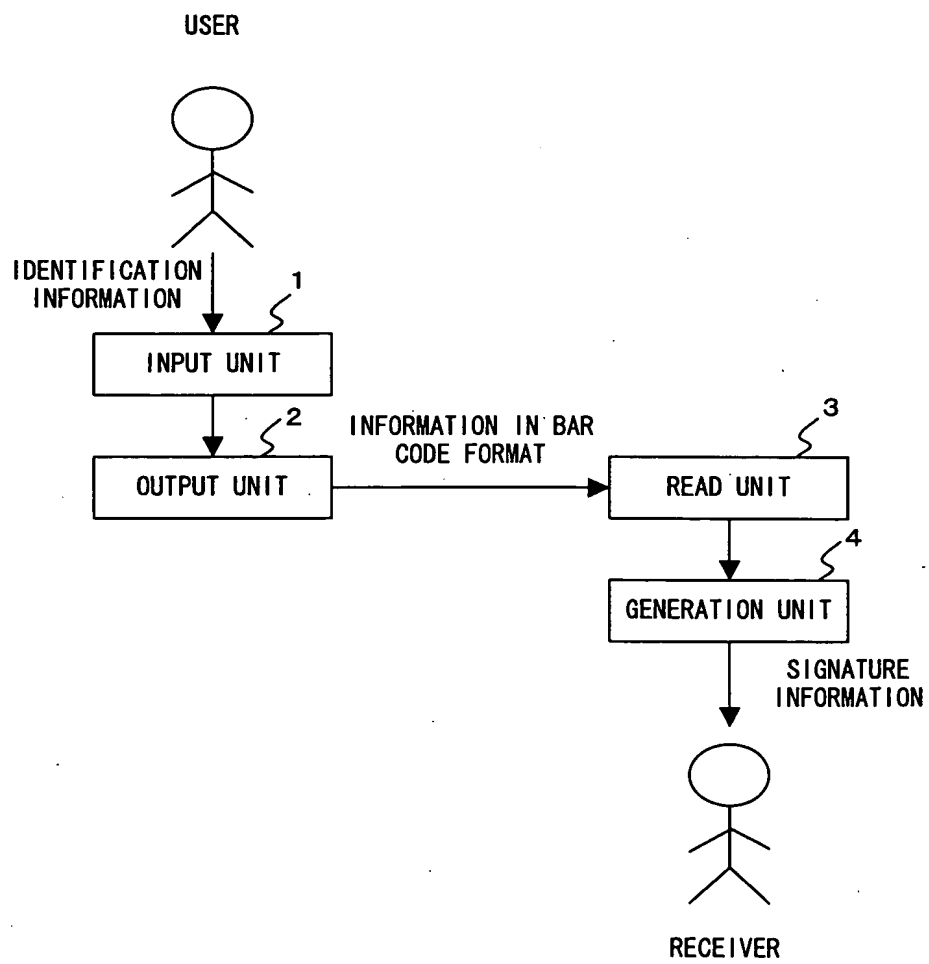 USER
IDENTIFICATION
INFORMATION
1
INPUT UNIT
2
OUTPUT UNIT
INFORMATION IN BAR
CODE FORMAT
3
READ UNIT
4
GENERATION UNIT
SIGNATURE
INFORMATION
RECEIVER